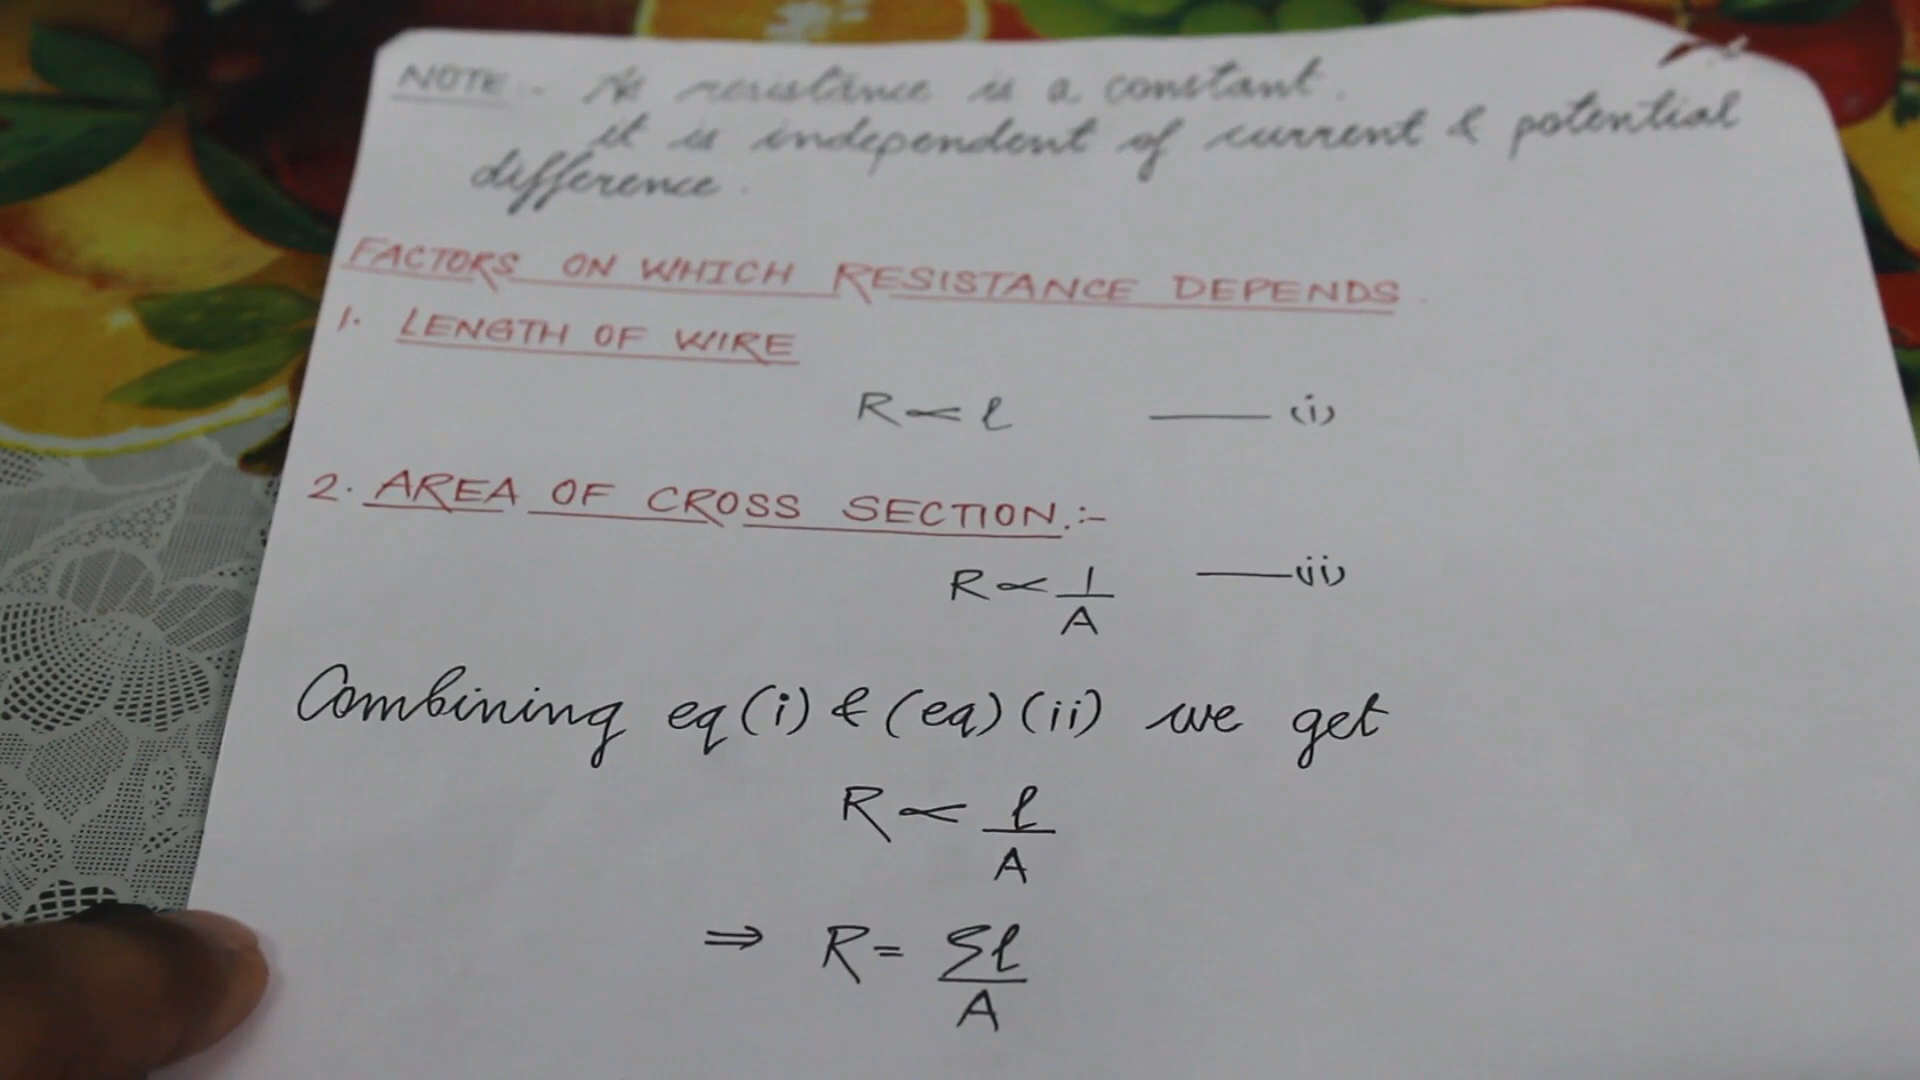 NOTE :- As resistance is a constant.
it is independent of current & potential
difference.
FACTORS ON WHICH RESISTANCE DEPENDS
1. LENGTH OF WIRE
R ∝ l —— (i)
2. AREA OF CROSS SECTION.:-
R ∝ 1/A —— (ii)
Combining eq (i) & (eq) (ii) we get
R ∝ l/A
⇒ R = Σl/A